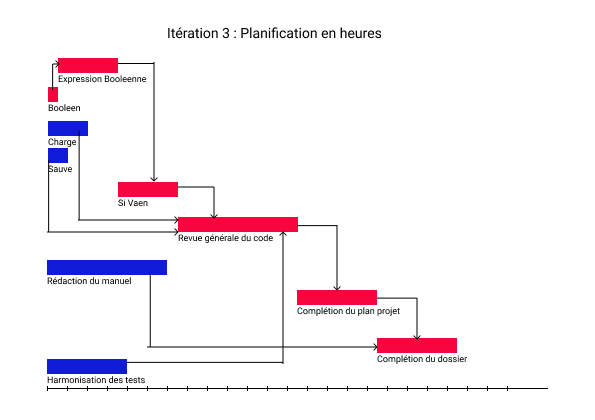 Itération 3 : Planification en heures
Expression Booleenne
Booleen
Charge
Sauve
Si Vaen
Revue générale du code
Rédaction du manuel
Complétion du plan projet
Complétion du dossier
Harmonisation des tests